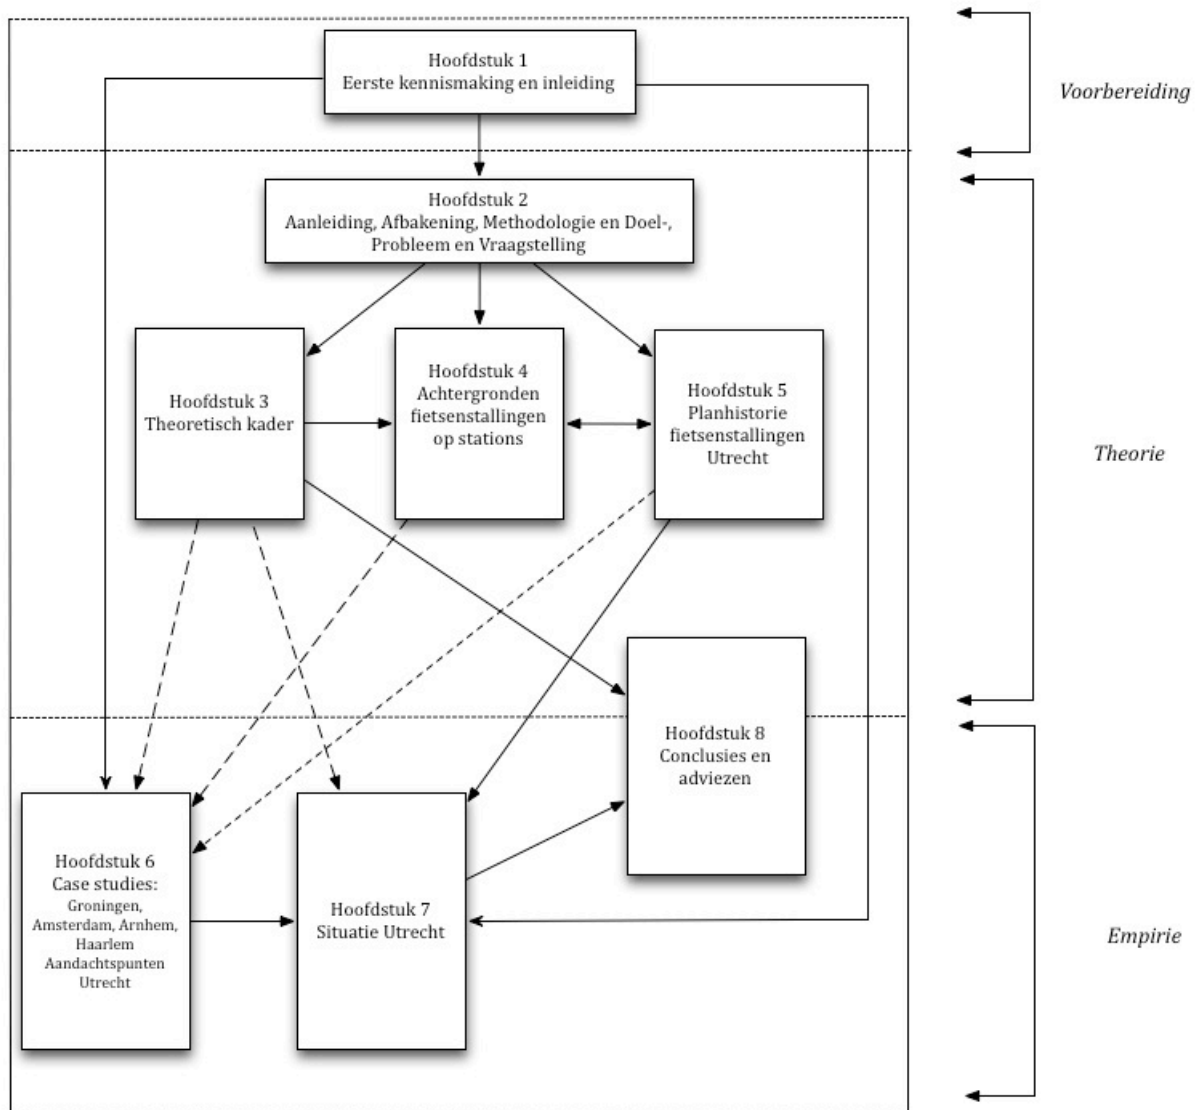 Hoofdstuk 1
Eerste kennismaking en inleiding
Voorbereiding
Hoofdstuk 2
Aanleiding, Afbakening, Methodologie en Doel-,
Probleem en Vraagstelling
Hoofdstuk 3
Theoretisch kader
Hoofdstuk 4
Achtergronden
fietsenstallingen
op stations
Hoofdstuk 5
Planhistorie
fietsenstallingen
Utrecht
Theorie
Hoofdstuk 8
Conclusies en
adviezen
Hoofdstuk 6
Case studies:
Groningen,
Amsterdam, Arnhem,
Haarlem
Aandachtspunten
Utrecht
Hoofdstuk 7
Situatie Utrecht
Empirie